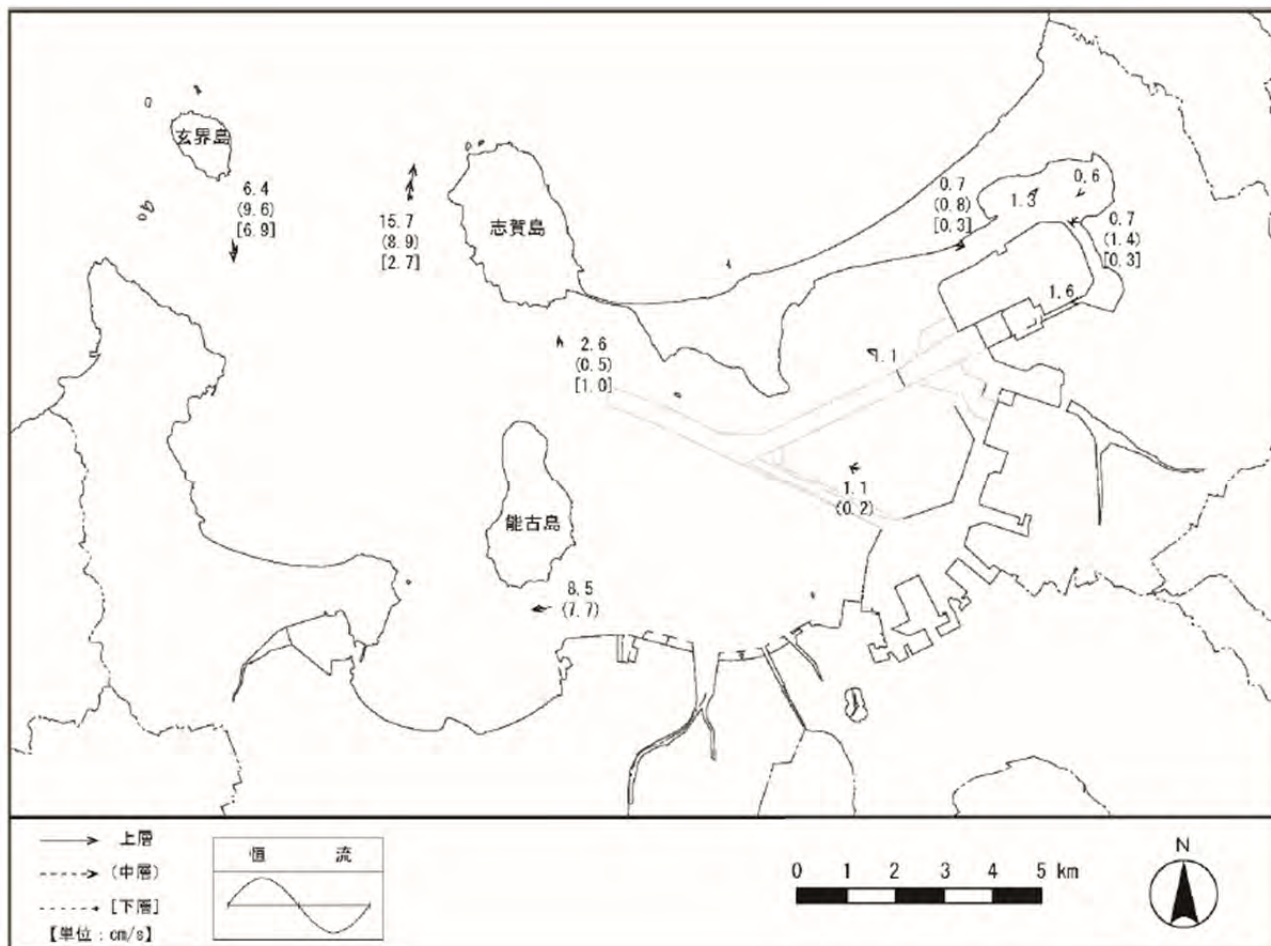 玄界島
6.4
(9.6)
[6.9]
15.7
(8.9)
[2.7]
志賀島
0.7
(0.8)
[0.3]
1.3
0.6
0.7
(1.4)
[0.3]
1.6
2.6
(0.5)
[1.0]
1.1
1.1
(0.2)
能古島
8.5
(7.7)
上層
(中層)
[下層]
【単位:cm/s】
恒 流
0 1 2 3 4 5 km
N